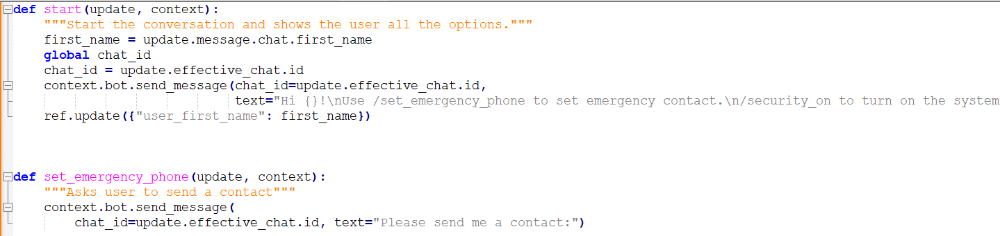 def start(update, context):
    """Start the conversation and shows the user all the options."""
    first_name = update.message.chat.first_name
    global chat_id
    chat_id = update.effective_chat.id
    context.bot.send_message(chat_id=update.effective_chat.id,
                             text="Hi {}!\nUse /set_emergency_phone to set emergency contact.\n/security_on to turn on the system
    ref.update({"user_first_name": first_name})
def set_emergency_phone(update, context):
    """Asks user to send a contact"""
    context.bot.send_message(
        chat_id=update.effective_chat.id, text="Please send me a contact:")